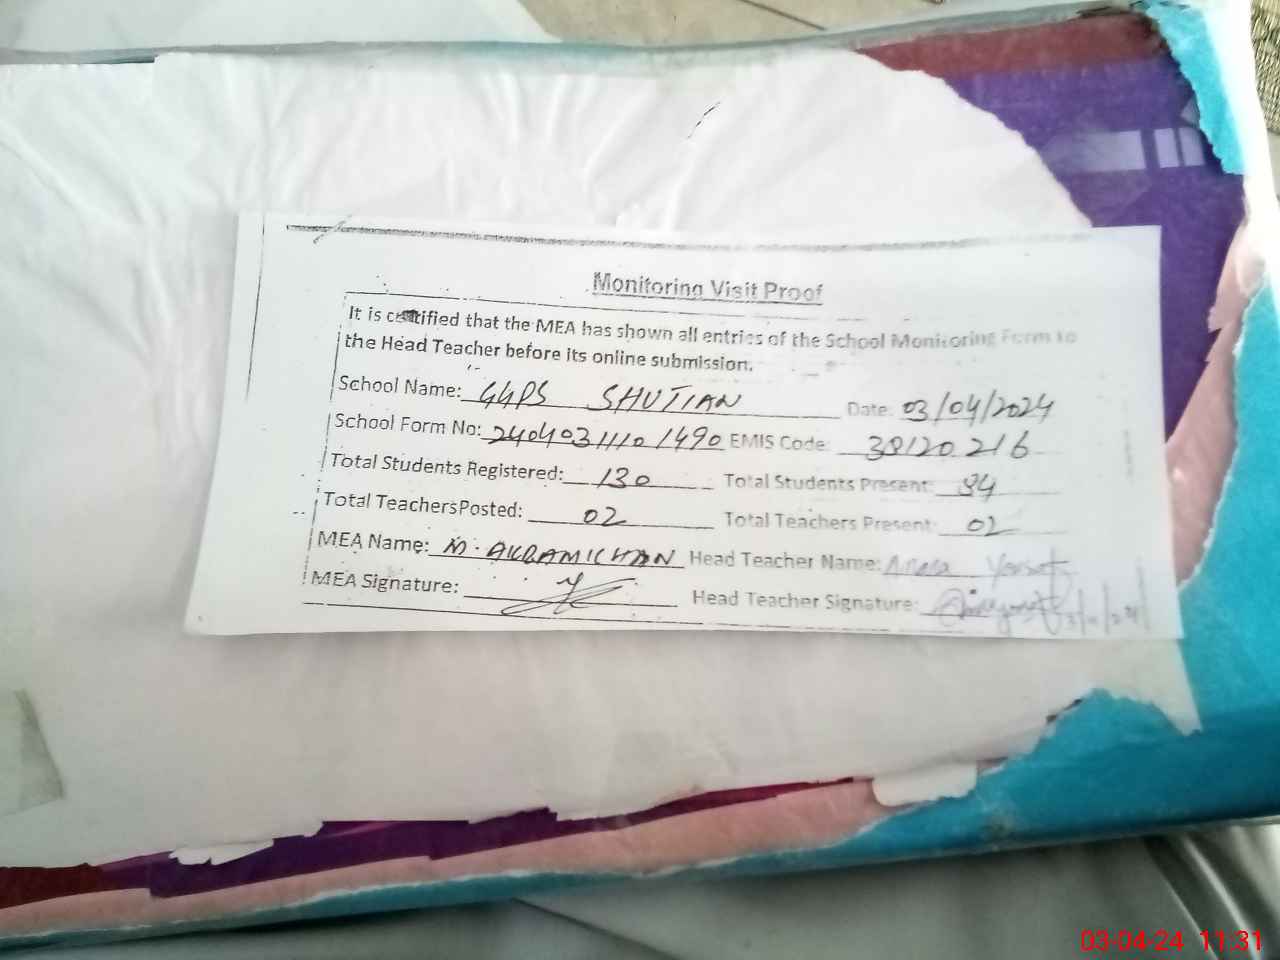 Monitoring Visit Proof
It is certified that the MEA has shown all entries of the School Monitoring Form to
the Head Teacher before its online submission.
School Name: GGPS SHUTIAN Date: 03/04/2024
School Form No: 24040311101490 EMIS Code: 38120216
Total Students Registered: 130 Total Students Present: 84
Total Teachers Posted: 02 Total Teachers Present: 02
MEA Name: M. AKRAM KHAN Head Teacher Name:
MEA Signature: Head Teacher Signature:
03-04-24 11:31